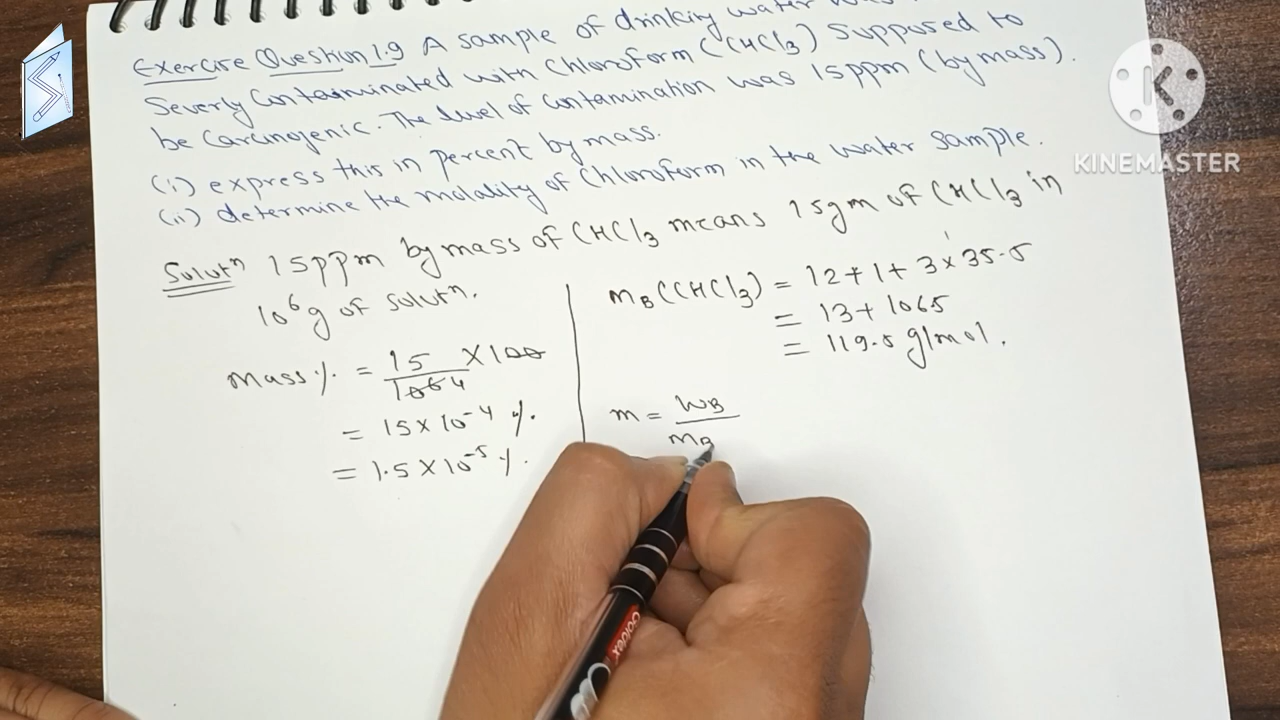 Exercise Question 1.9 A sample of drinking water was
Severly Contaminated with Chloroform (CHCl3) Supposed to
be Carcinogenic. The level of contamination was 15ppm (by mass).
(i) express this in percent by mass.
(ii) determine the molality of Chloroform in the water sample.
Solutn 15ppm by mass of CHCl3 means 15gm of CHCl3 in
10^6 g of Solutn.
Mass % = 15/10^6 4 × 100
= 15 × 10^-4 %.
= 1.5 × 10^-5 %.
MB (CHCl3) = 12 + 1 + 3 × 35.5
= 13 + 1065
= 119.5 g/mol.
m = WB
MB
KINEMASTER